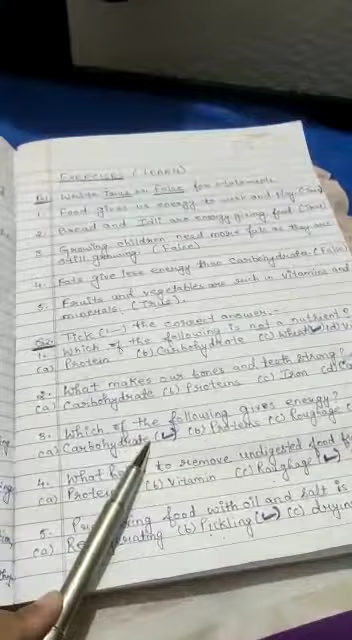 Exercises (LEARN)
Q1. Write True or False for statements
1. Food gives us energy to work and play. (True)
2. Bread and Idli are energy giving food (True)
3. Growing children need more fats as they are
still growing. (False)
4. Fats give less energy than carbohydrate. (False)
5. Fruits and vegetables are rich in vitamins and
minerals. (True).
Q2. Tick (✓) the correct answer.-
1. Which of the following is not a nutrient?
(a) Protein (b) Carbohydrate (c) (✓)
2. What makes our bones and teeth strong?
(a) Carbohydrate (b) Proteins (c) Iron (d)
3. Which of the following gives energy?
(a) Carbohydrate (✓) (b) Proteins (c) Roughage
4. What to remove undigested food
(a) Protein (b) Vitamin (c) Roughage (✓)
5. food with oil and salt is
(a) (b) Pickling (✓) (c) drying